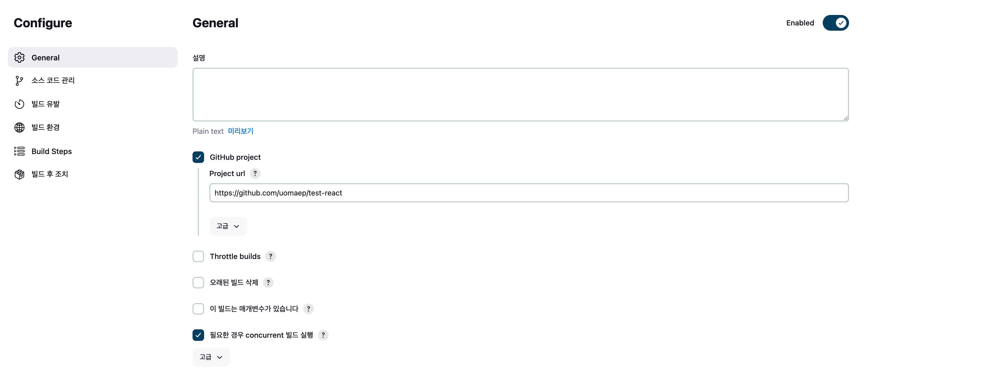 Configure
General
소스 코드 관리
빌드 유발
빌드 환경
Build Steps
빌드 후 조치
General
Enabled
설명
Plain text 미리보기
GitHub project
Project url ?
https://github.com/uomaep/test-react
고급
Throttle builds ?
오래된 빌드 삭제 ?
이 빌드는 매개변수가 있습니다 ?
필요한 경우 concurrent 빌드 실행 ?
고급